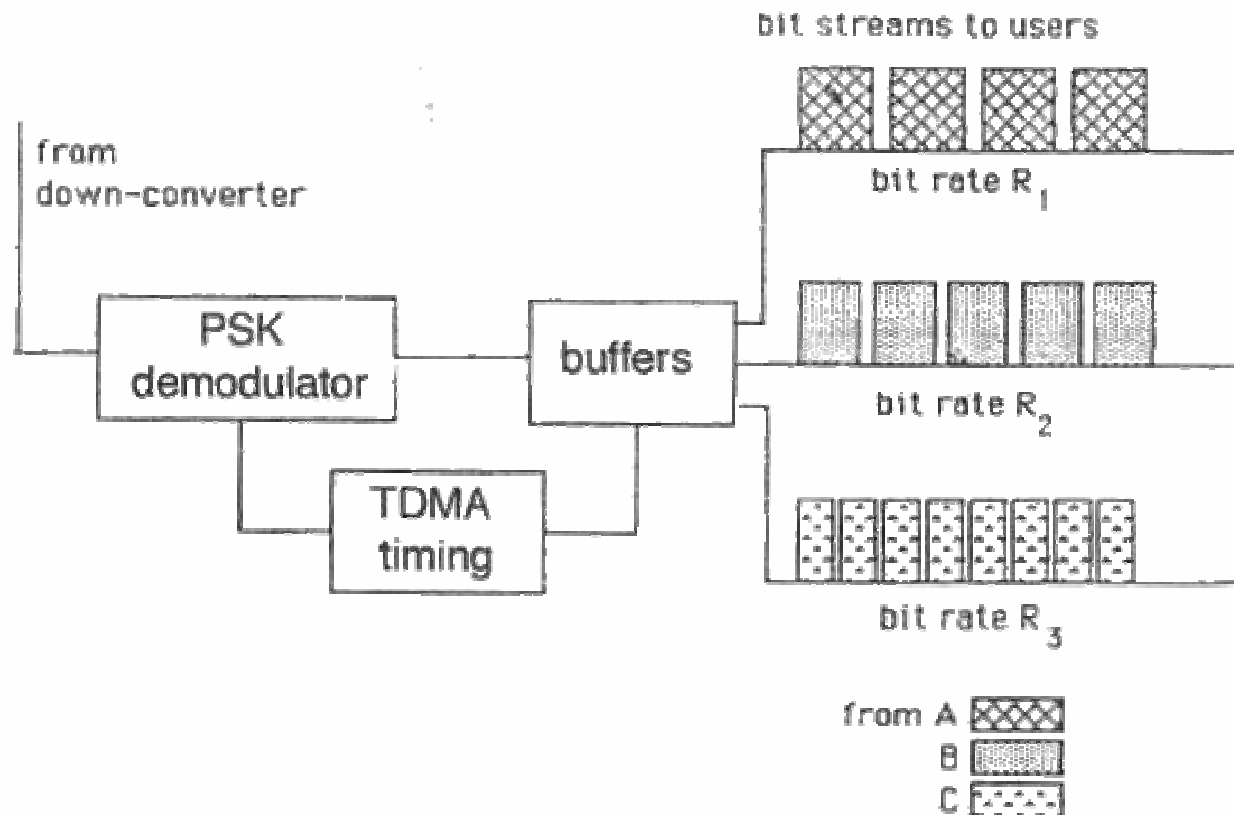 bit streams to users
from
down-converter
bit rate R1
PSK
demodulator
buffers
bit rate R2
TDMA
timing
bit rate R3
from A
B
C